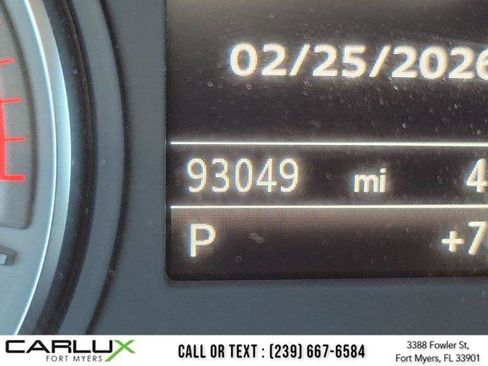 02/25/2026
93049 mi 4
P +7
CARLUX
FORT MYERS
CALL OR TEXT : (239) 667-6584
3388 Fowler St,
Fort Myers, FL 33901